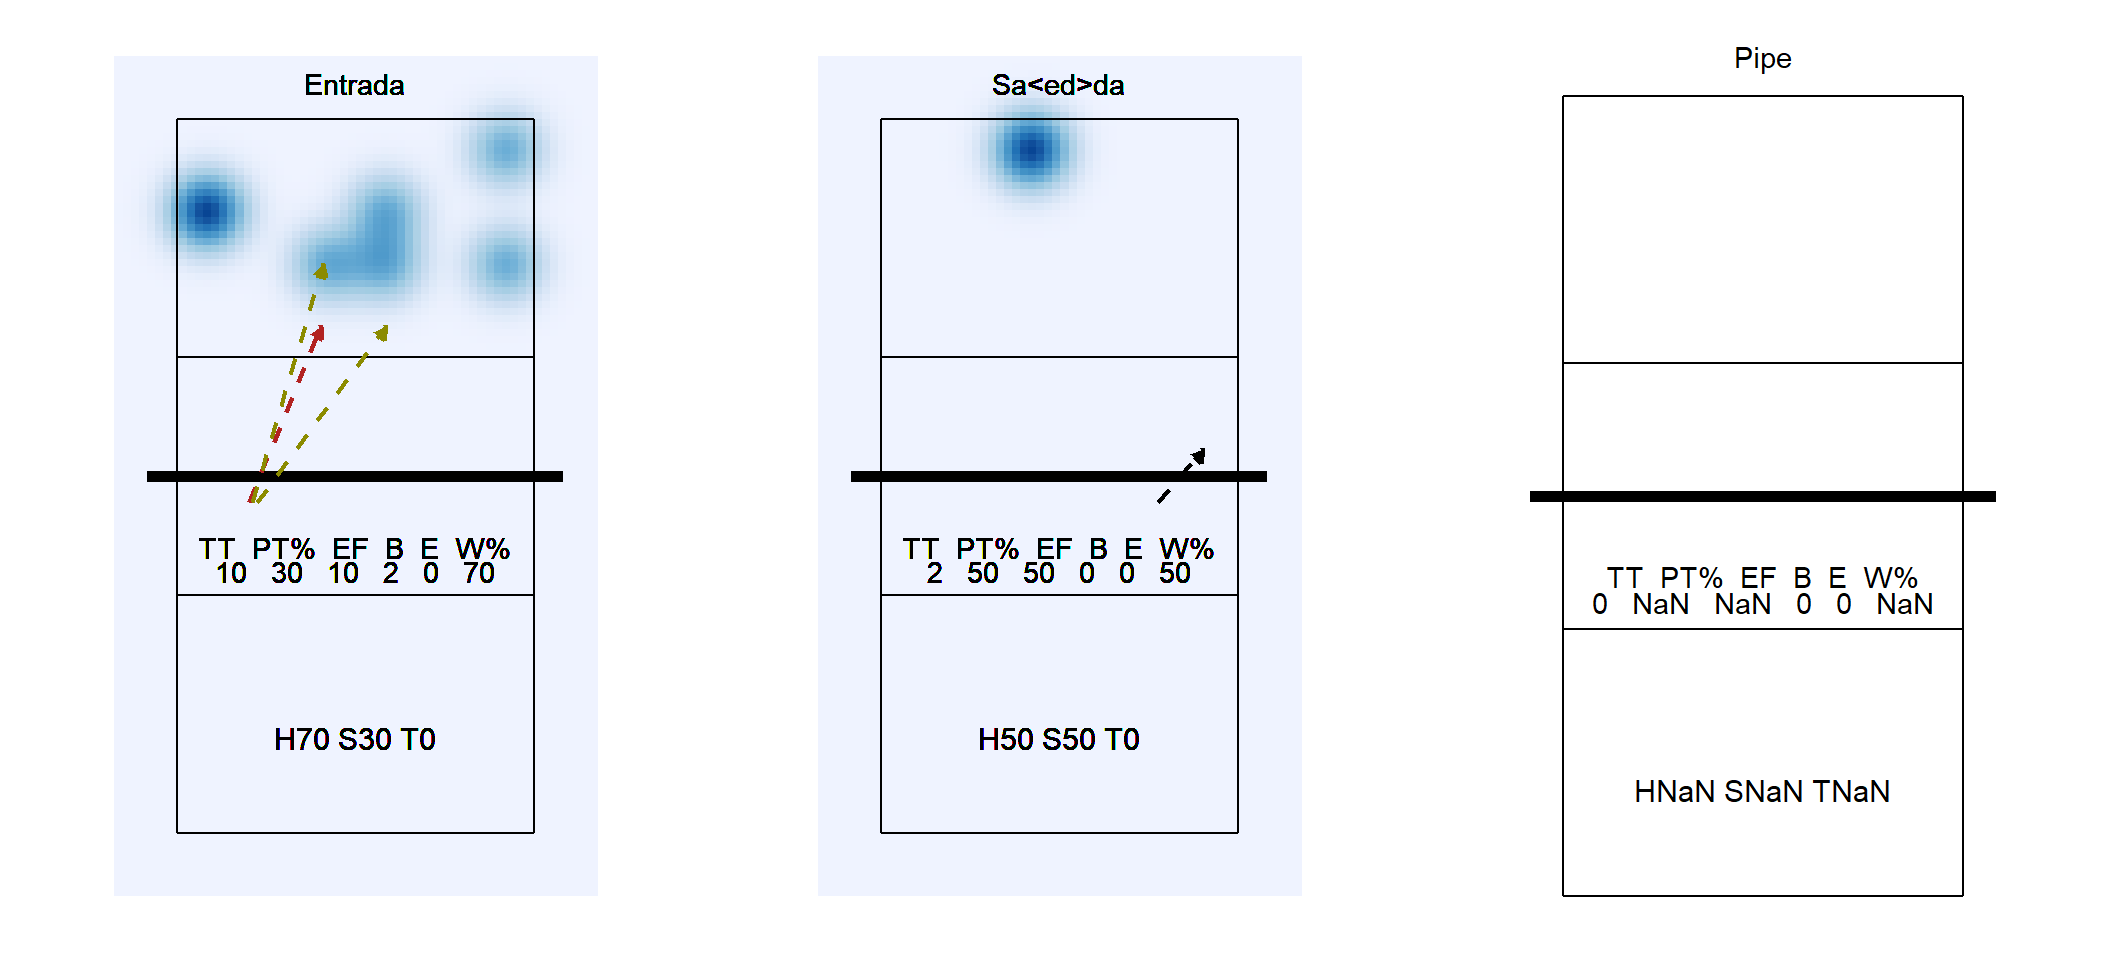 Entrada
TT PT% EF B E W%
10 30 10 2 0 70
H70 S30 T0
Sa<ed>da
TT PT% EF B E W%
2 50 50 0 0 50
H50 S50 T0
Pipe
TT PT% EF B E W%
0 NaN NaN 0 0 NaN
HNaN SNaN TNaN